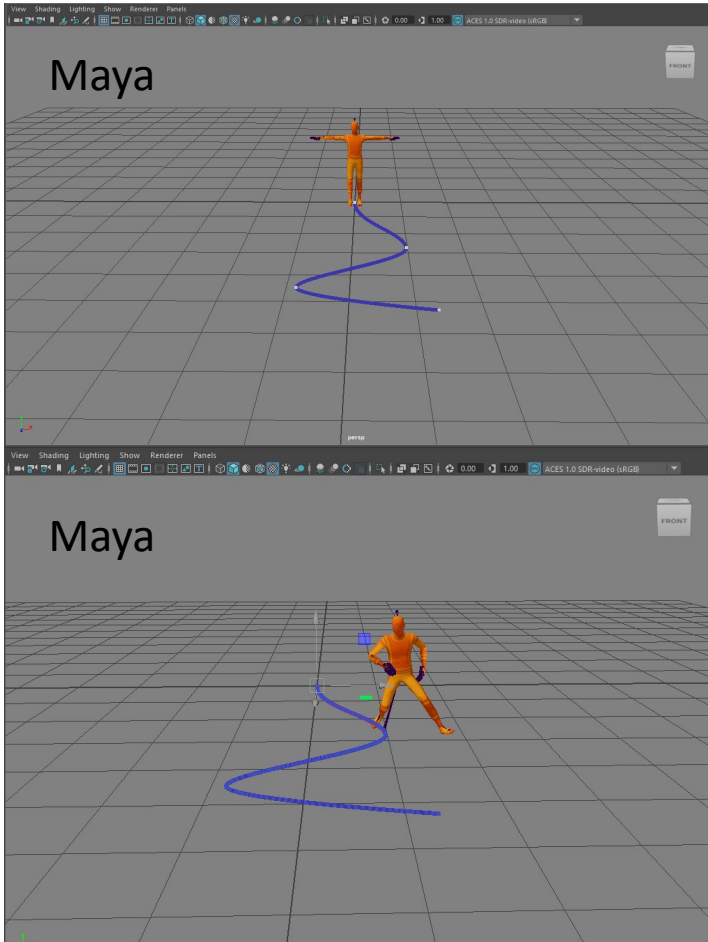 View Shading Lighting Show Renderer Panels
0.00 1.00 ACES 1.0 SDR-video (sRGB)
Maya
FRONT
persp
View Shading Lighting Show Renderer Panels
0.00 1.00 ACES 1.0 SDR-video (sRGB)
Maya
FRONT